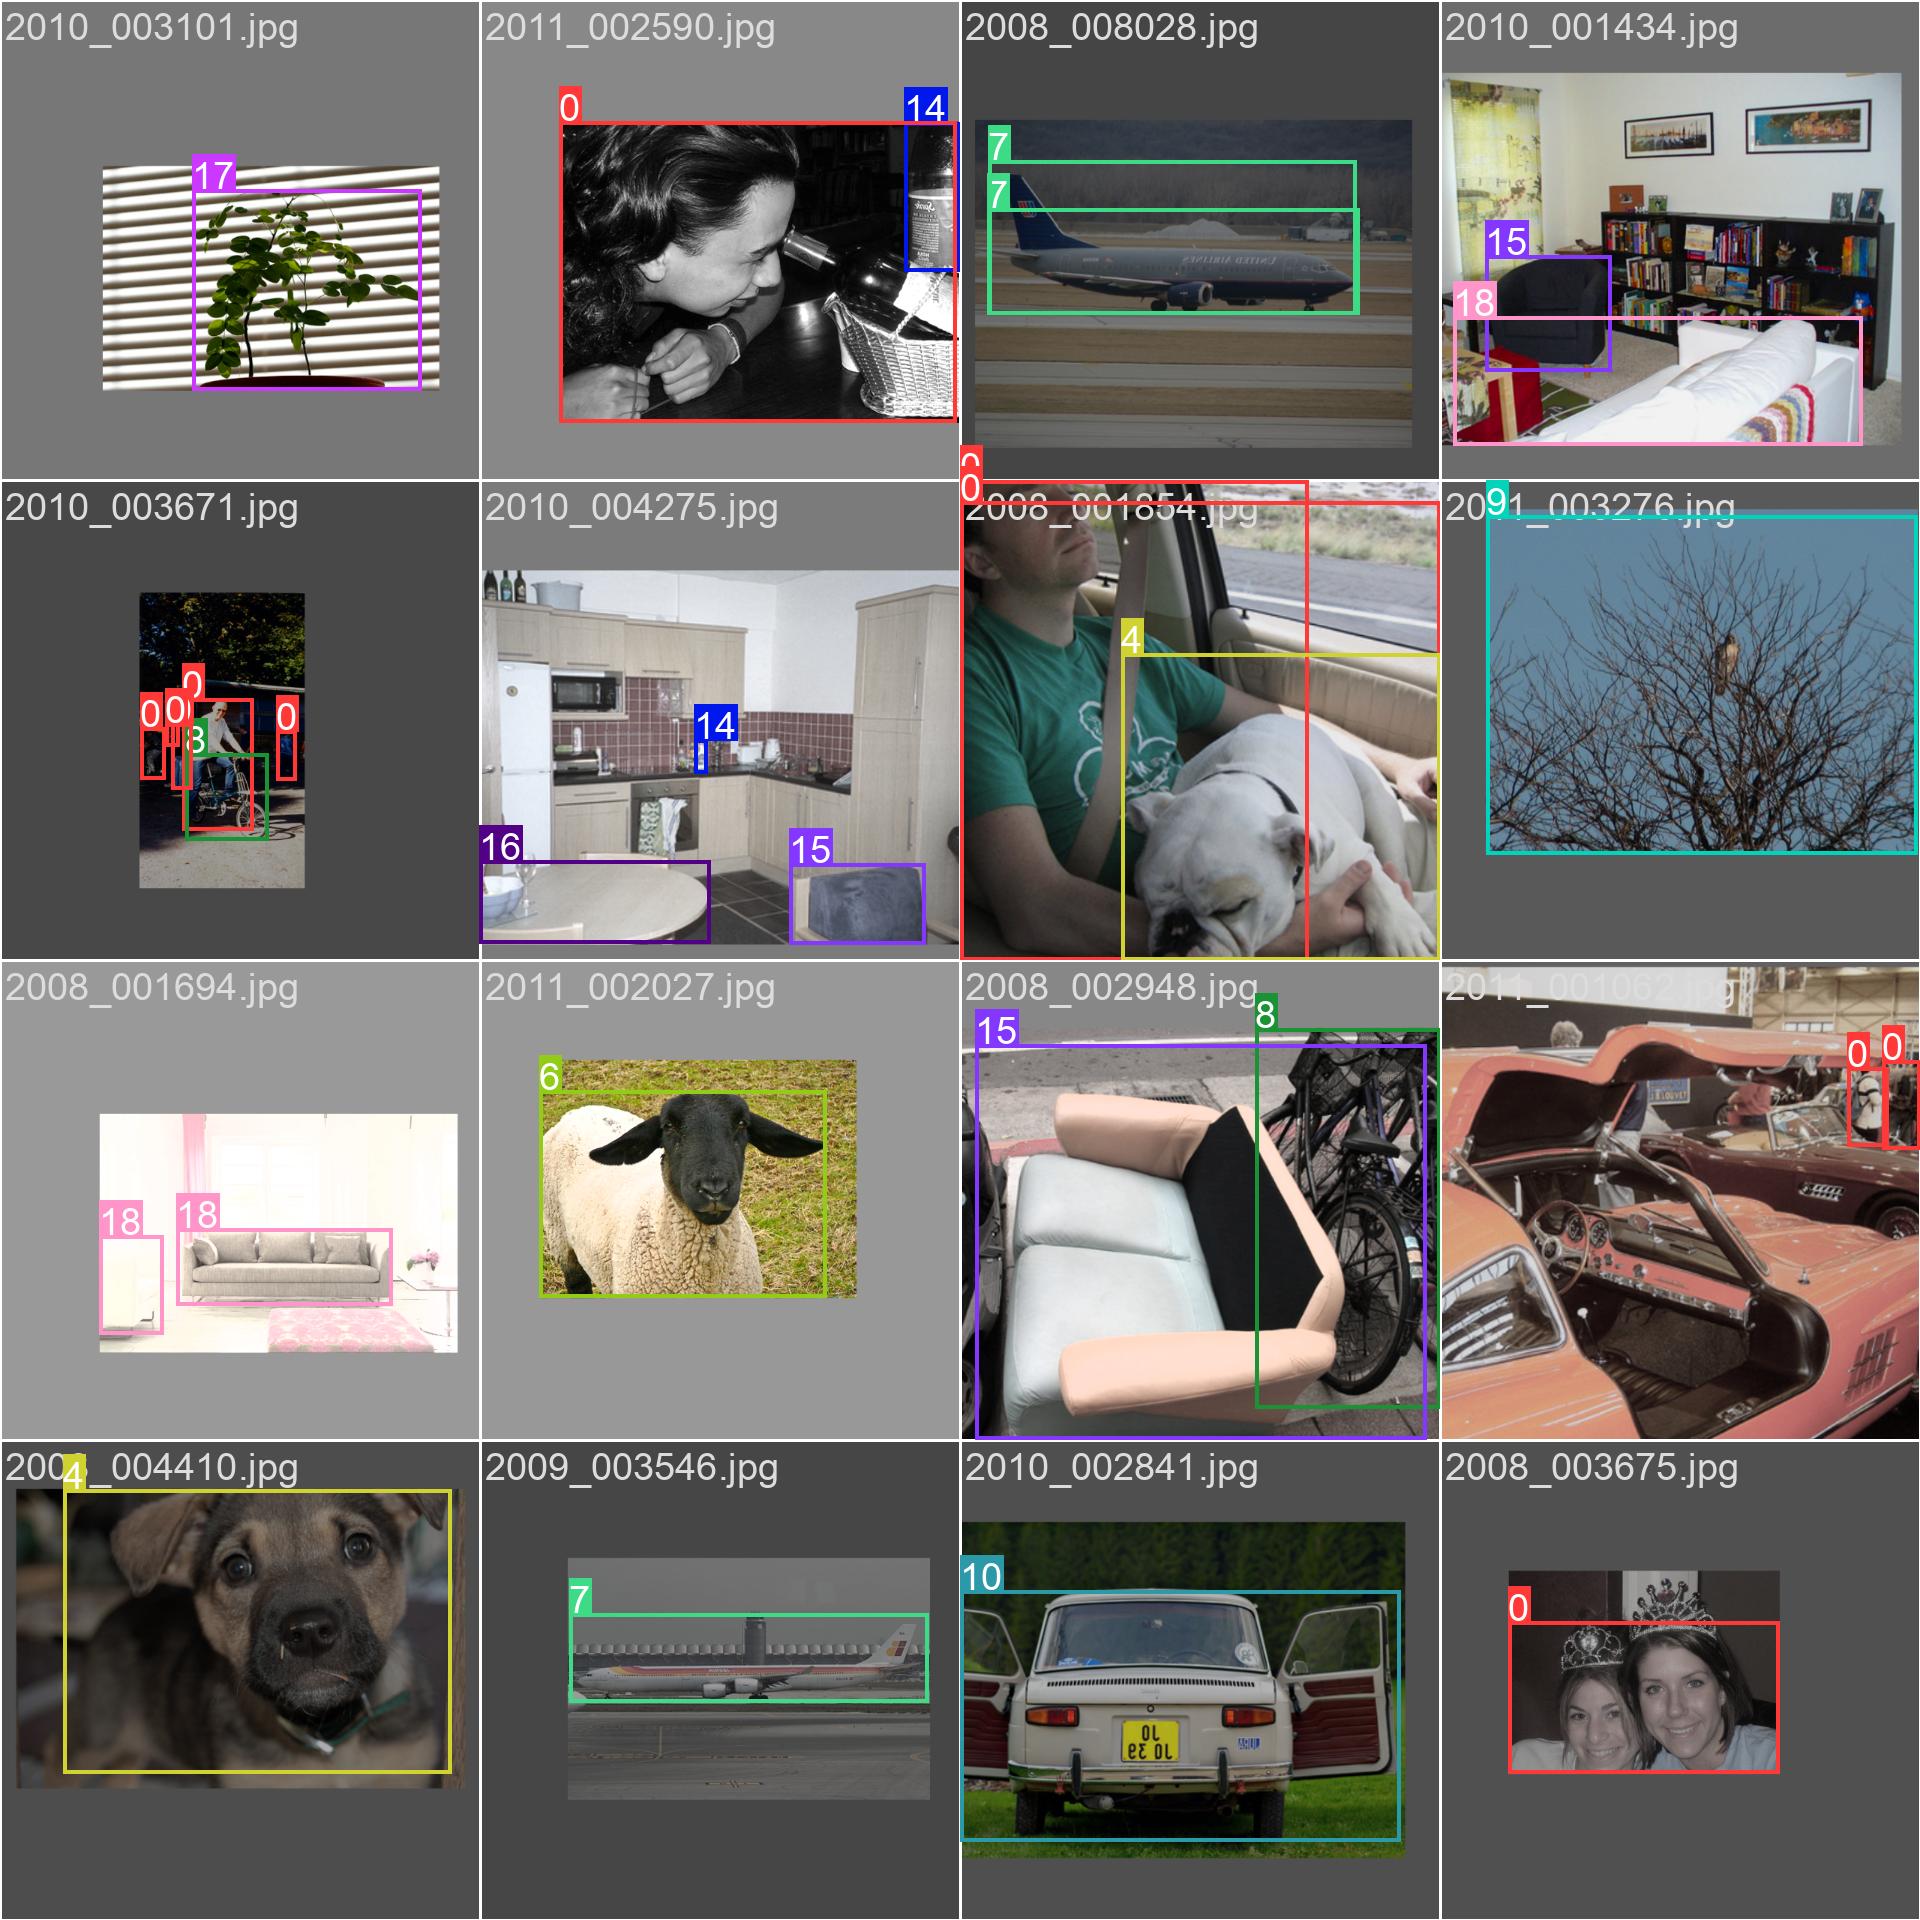 2010_003101.jpg
2011_002590.jpg
2008_008028.jpg
2010_001434.jpg
17
0
14
7
7
15
18
UNITED AIRLINES
2010_003671.jpg
2010_004275.jpg
2008_001854.jpg
2011_003276.jpg
0
0
0
0
8
14
16
15
0
0
4
9
2008_001694.jpg
2011_002027.jpg
2008_002948.jpg
2011_001062.jpg
18
18
6
15
8
0
0
004410.jpg
2009_003546.jpg
2010_002841.jpg
2008_003675.jpg
4
7
10
0